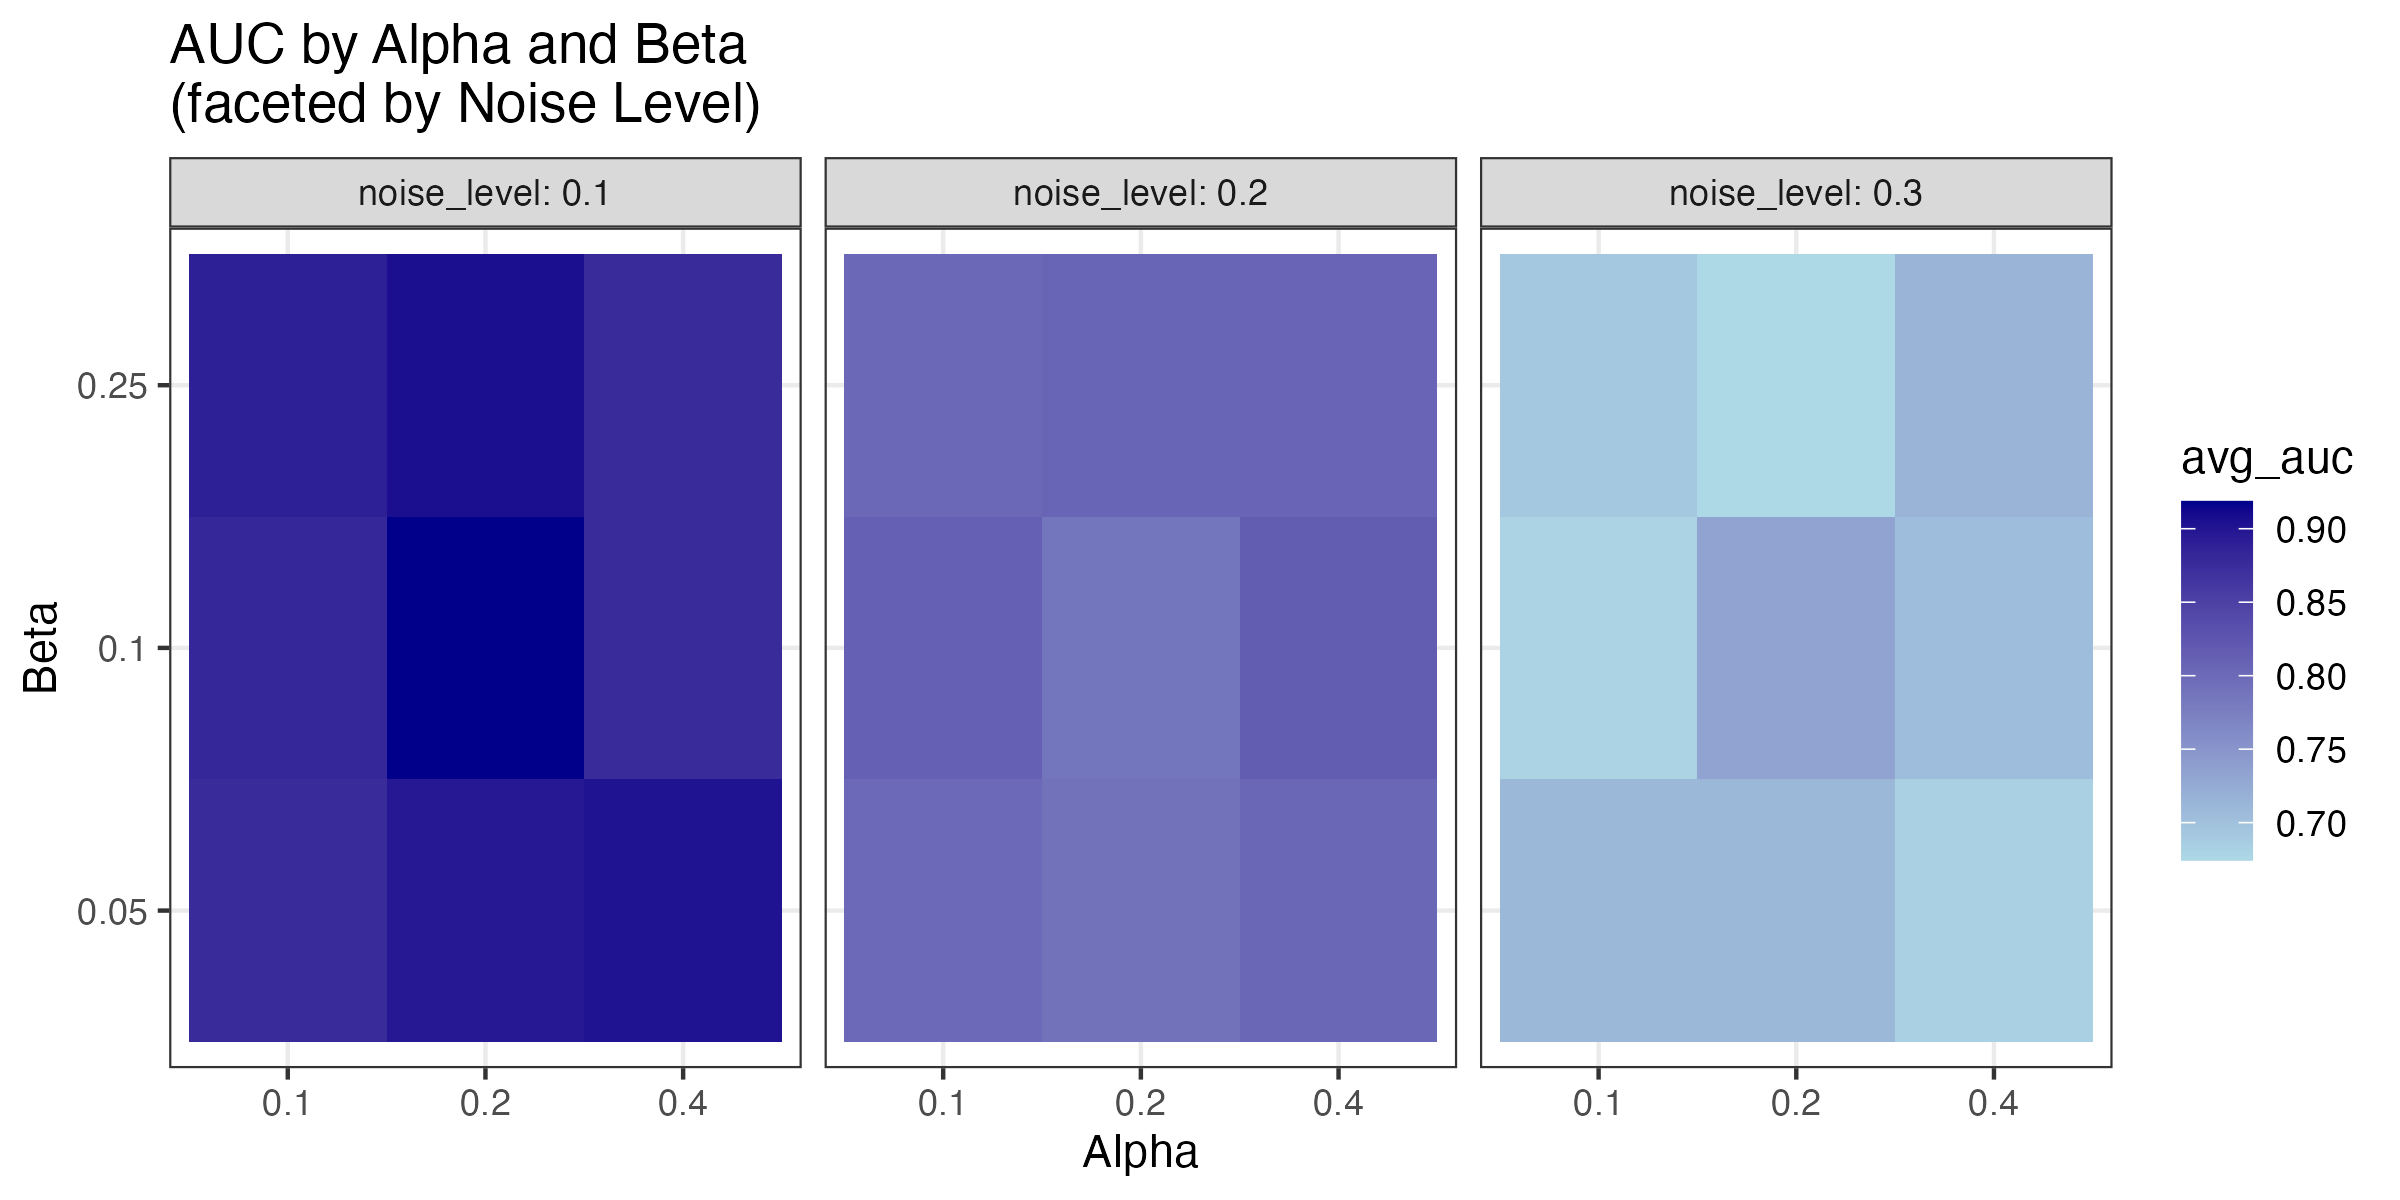 AUC by Alpha and Beta
(faceted by Noise Level)
noise_level: 0.1
noise_level: 0.2
noise_level: 0.3
0.25
0.1
0.05
Beta
0.1
0.2
0.4
0.1
0.2
0.4
0.1
0.2
0.4
Alpha
avg_auc
0.90
0.85
0.80
0.75
0.70